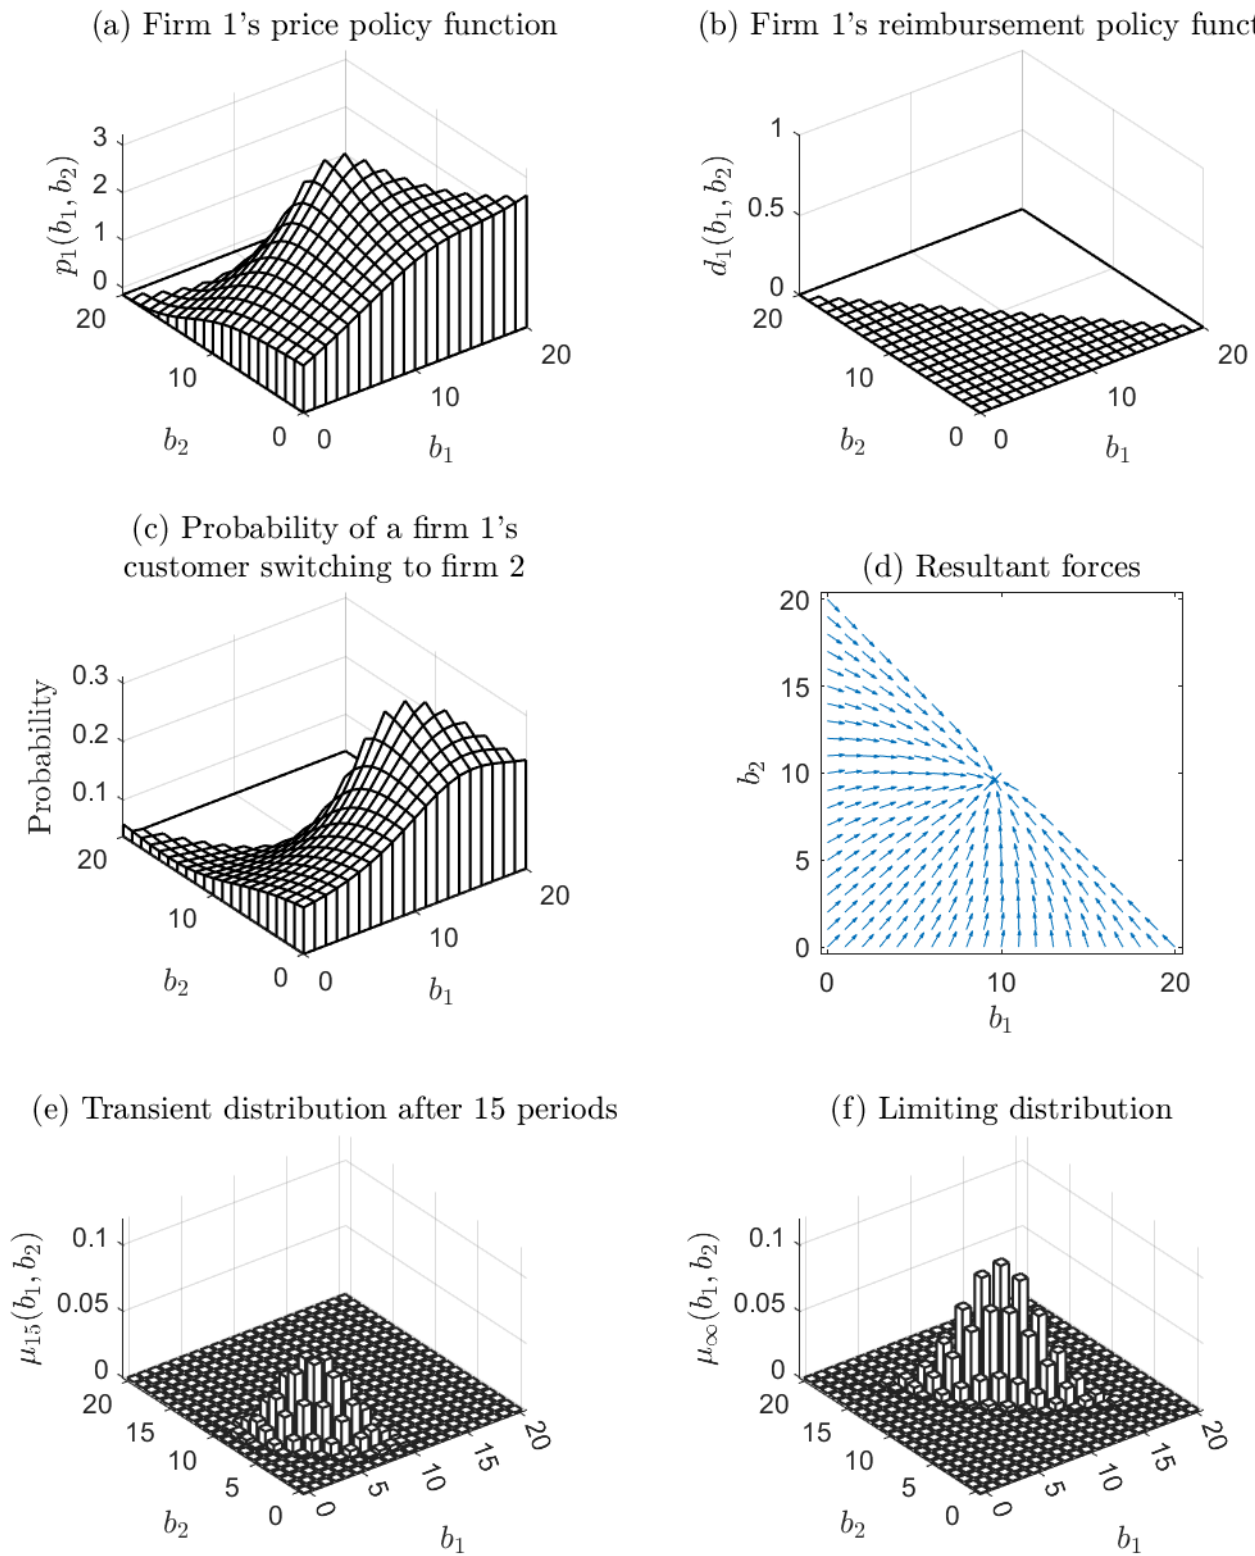 (a) Firm 1's price policy function
3
2
1
0
p₁(b₁, b₂)
20
10
0
b₂
0
10
20
b₁
(b) Firm 1's reimbursement policy funct
1
0.5
0
d₁(b₁, b₂)
20
10
0
b₂
0
10
20
b₁
(c) Probability of a firm 1's
customer switching to firm 2
0.3
0.2
0.1
Probability
20
10
0
b₂
0
10
20
b₁
(d) Resultant forces
20
15
10
5
0
b₂
0
10
20
b₁
(e) Transient distribution after 15 periods
0.1
0.05
0
μ₁₅(b₁, b₂)
20
15
10
5
0
b₂
0
5
10
15
20
b₁
(f) Limiting distribution
0.1
0.05
0
μ∞(b₁, b₂)
20
15
10
5
0
b₂
0
5
10
15
20
b₁